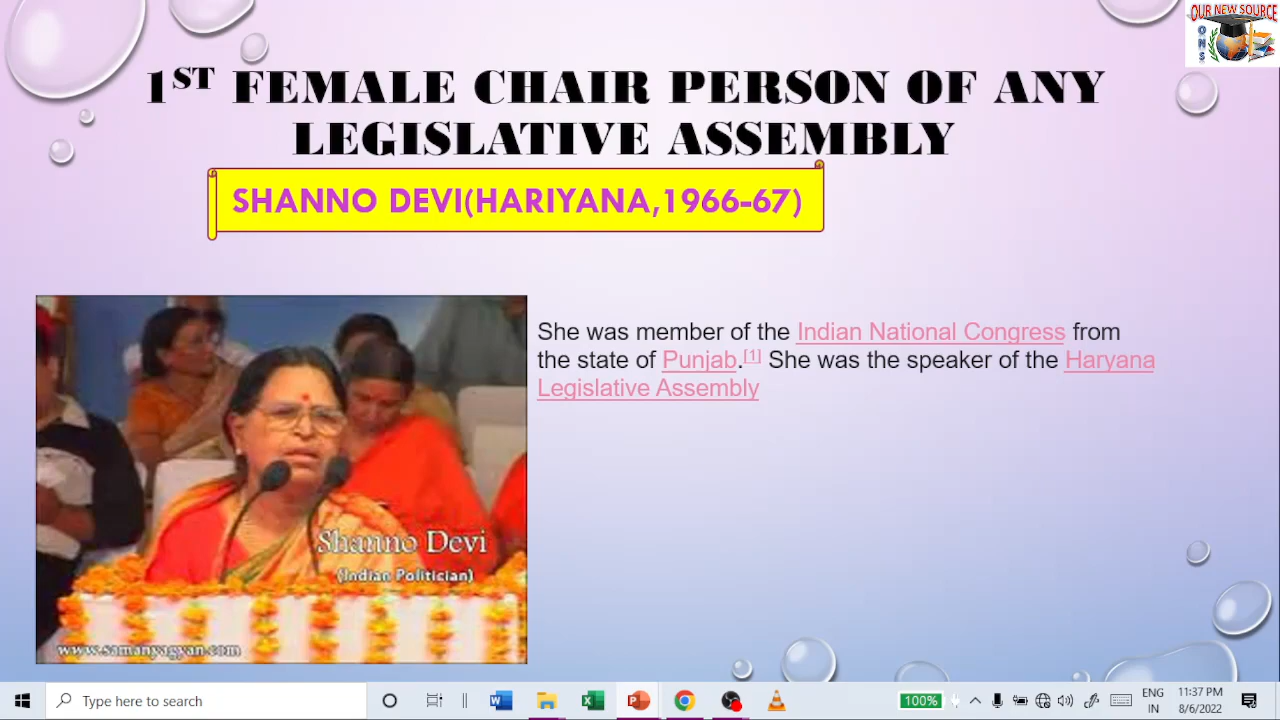 OUR NEW SOURCE
ONS
1ST FEMALE CHAIR PERSON OF ANY
LEGISLATIVE ASSEMBLY
SHANNO DEVI(HARIYANA,1966-67)
She was member of the Indian National Congress from
the state of Punjab.[1] She was the speaker of the Haryana
Legislative Assembly
Shanno Devi
(Indian Politician)
www.samanyagyan.com
Type here to search
100%
ENG
IN
11:37 PM
8/6/2022